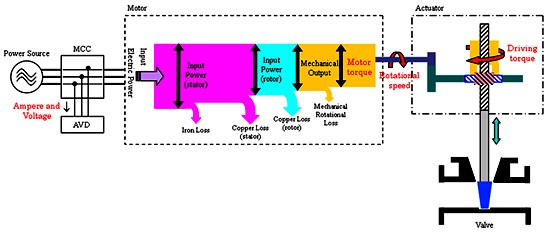 Motor
Actuator
Power Source
MCC
Ampere and
Voltage
AVD
Input
Electric Power
Input
Power
(stator)
Input
Power
(rotor)
Mechanical
Output
Motor
torque
Rotational
speed
Driving
torque
Iron Loss
Copper Loss
(stator)
Copper Loss
(rotor)
Mechanical
Rotational
Loss
Valve